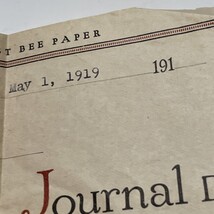 T BEE PAPER
May 1, 1919 191
Journal D